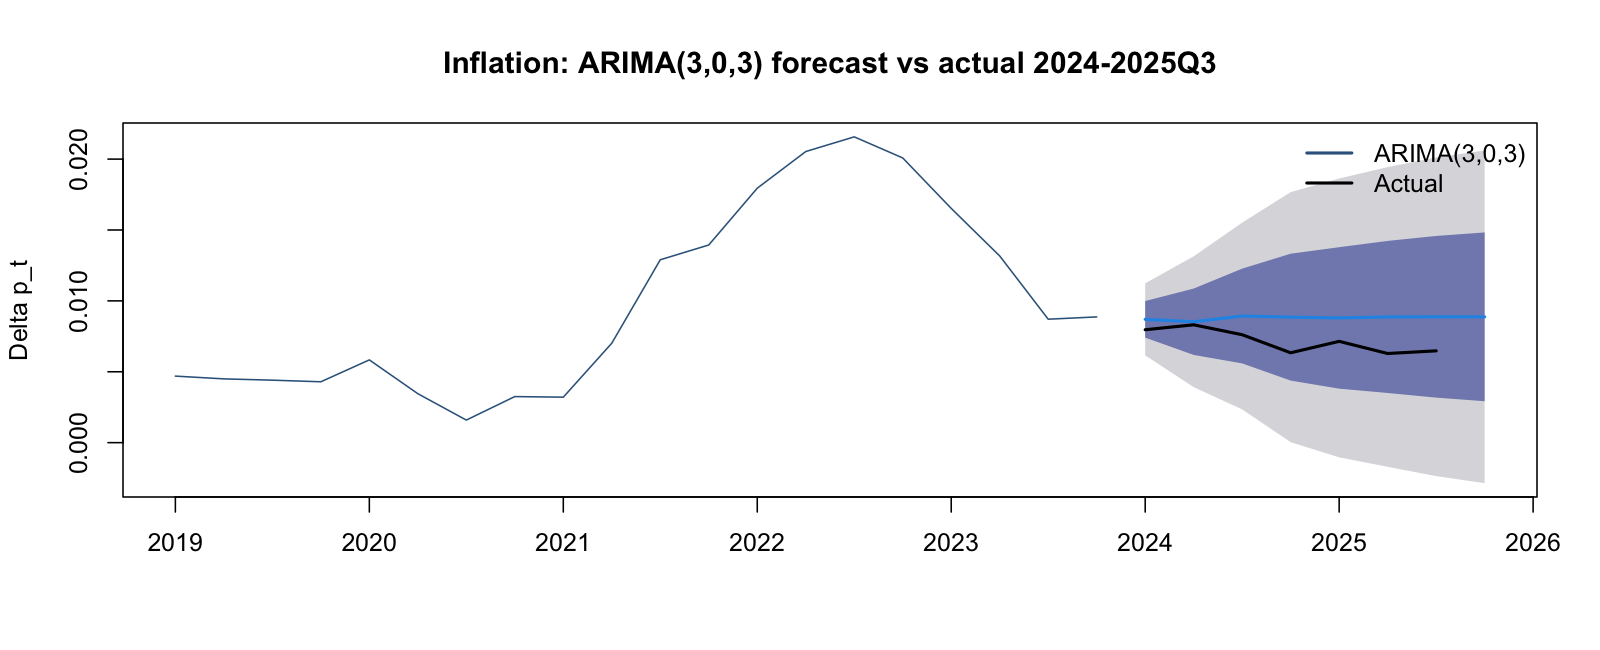 Inflation: ARIMA(3,0,3) forecast vs actual 2024-2025Q3
ARIMA(3,0,3)
Actual
Delta p_t
0.020
0.010
0.000
2019 2020 2021 2022 2023 2024 2025 2026